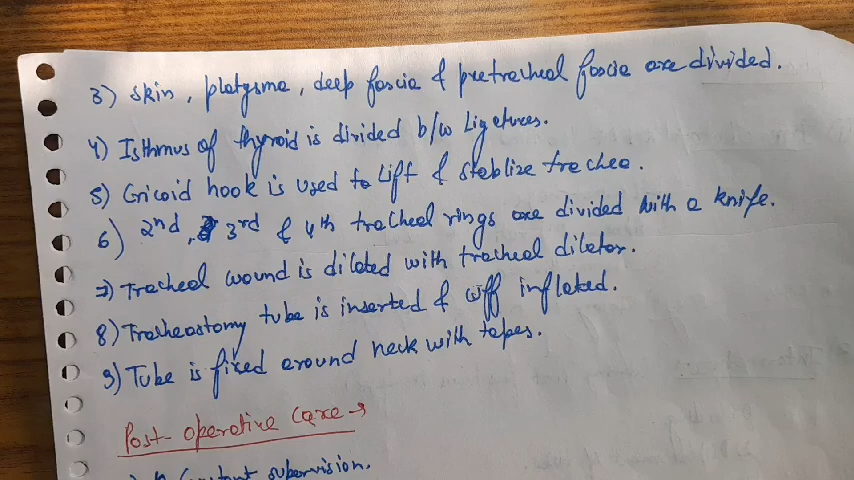 3) Skin, platysma, deep fascia & pretracheal fascia are divided.
4) Isthmus of thyroid is divided b/w Ligatures.
5) Cricoid hook is used to Lift & stablize trachea.
6) 2nd, 3rd & 4th tracheal rings are divided with a knife.
7) Tracheal wound is dilated with tracheal dilator.
8) Tracheostomy tube is inserted & cuff inflated.
9) Tube is fixed around neck with tapes.
Post-operative Care →
Constant supervision.